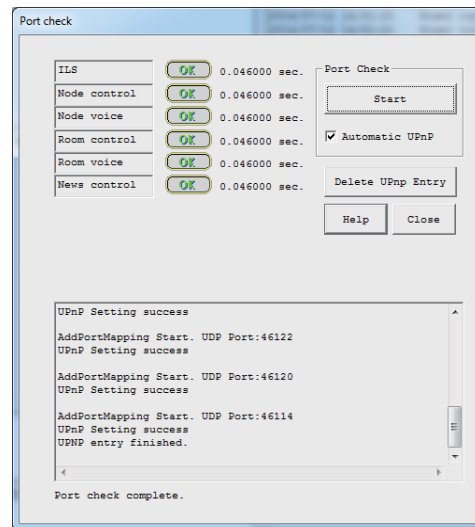 Port check
ILS OK 0.046000 sec.
Node control OK 0.046000 sec.
Node voice OK 0.046000 sec.
Room control OK 0.046000 sec.
Room voice OK 0.046000 sec.
News control OK 0.046000 sec.
Port Check
Start
Automatic UPnP
Delete UPnp Entry
Help Close
UPnP Setting success
AddPortMapping Start. UDP Port:46122
UPnP Setting success
AddPortMapping Start. UDP Port:46120
UPnP Setting success
AddPortMapping Start. UDP Port:46114
UPnP Setting success
UPNP entry finished.
Port check complete.